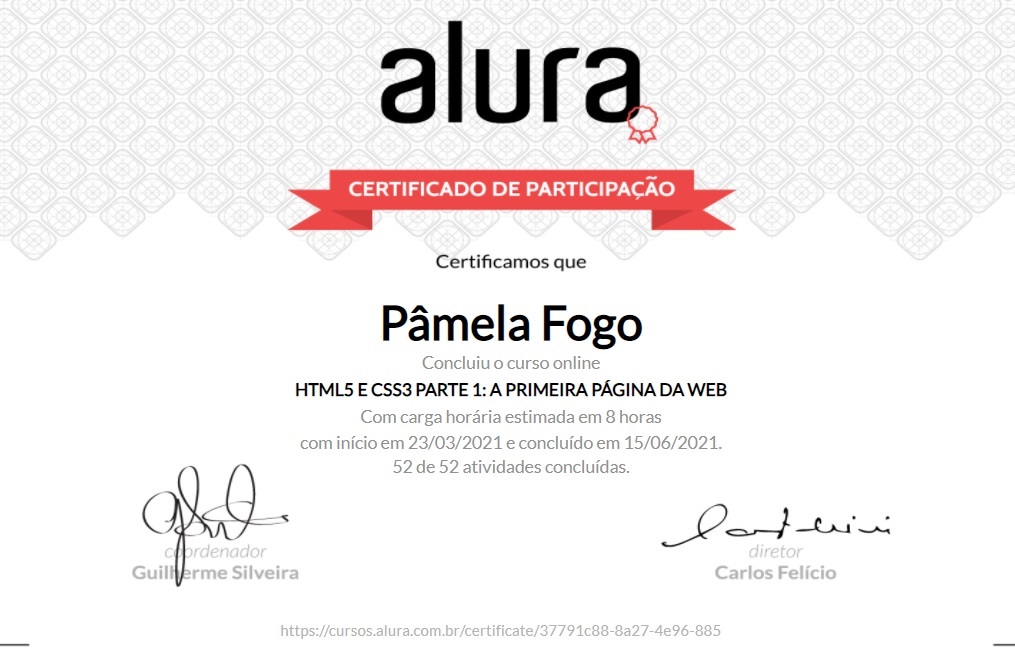 alura
CERTIFICADO DE PARTICIPAÇÃO
Certificamos que
Pâmela Fogo
Concluiu o curso online
HTML5 E CSS3 PARTE 1: A PRIMEIRA PÁGINA DA WEB
Com carga horária estimada em 8 horas
com início em 23/03/2021 e concluído em 15/06/2021.
52 de 52 atividades concluídas.
coordenador
Guilherme Silveira
diretor
Carlos Felício
https://cursos.alura.com.br/certificate/37791c88-8a27-4e96-885